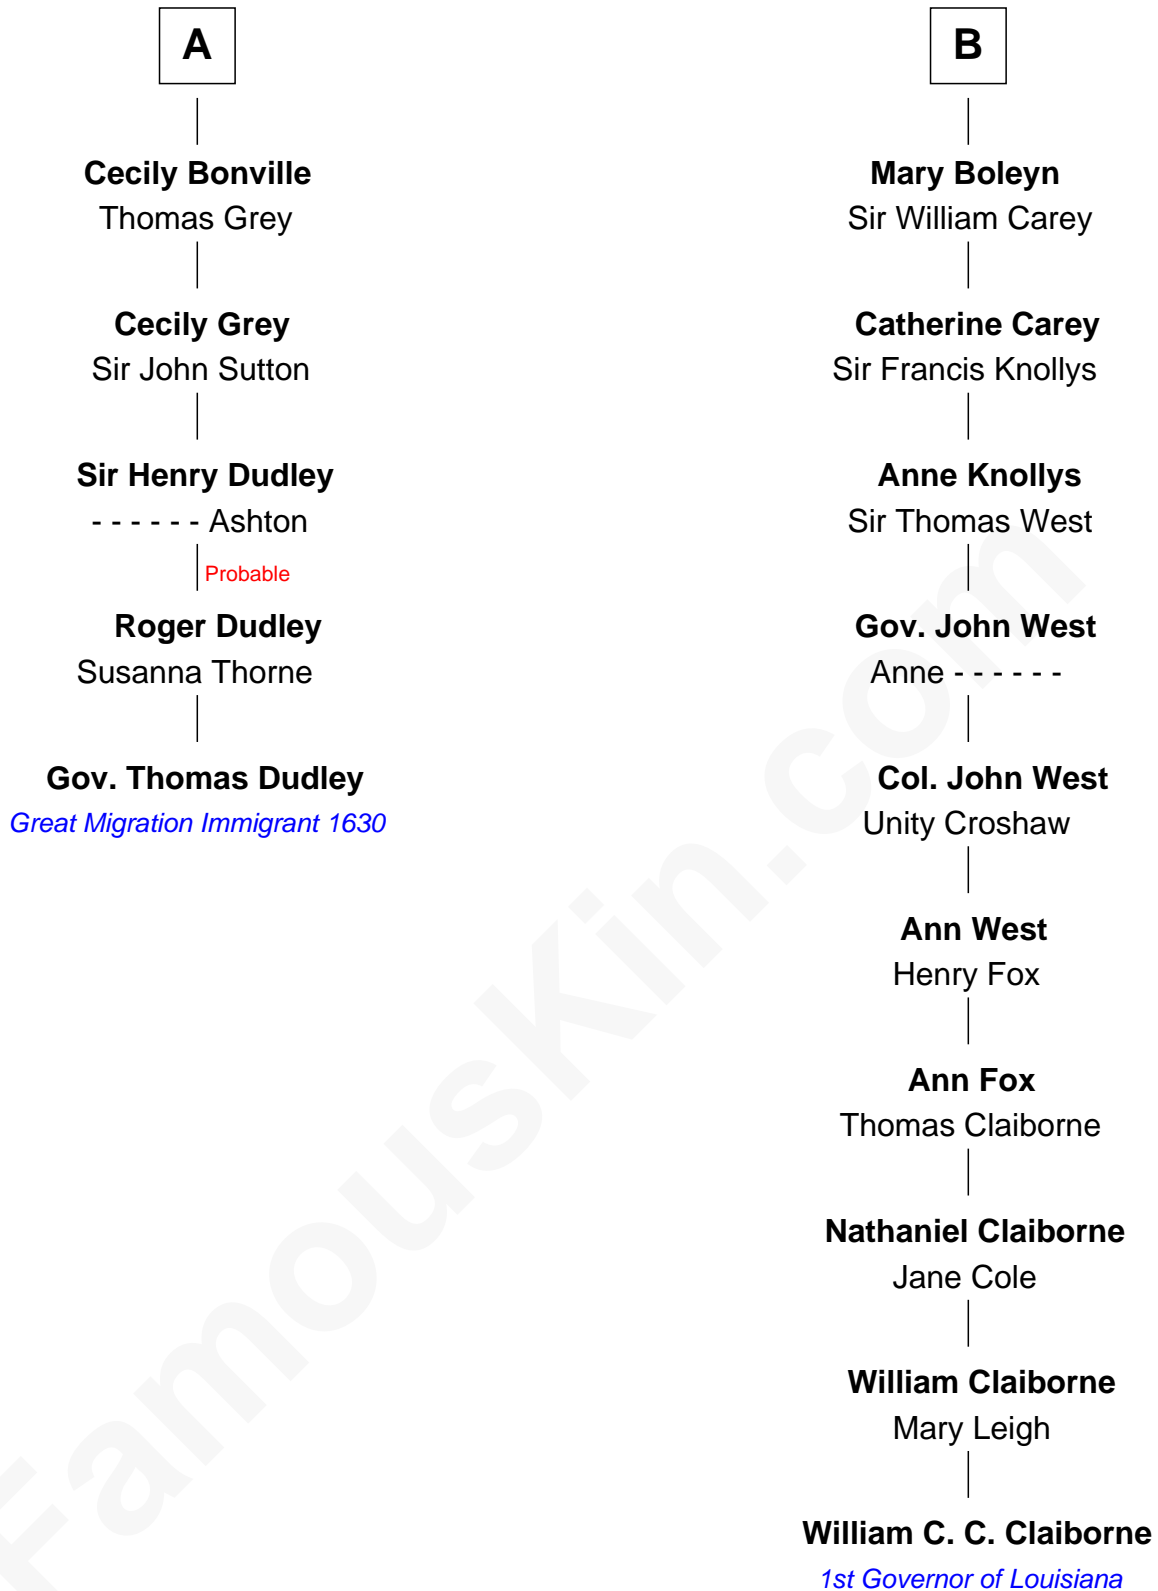 A
Cecily Bonville
Thomas Grey
Cecily Grey
Sir John Sutton
Sir Henry Dudley
- - - - - - Ashton
Probable
Roger Dudley
Susanna Thorne
Gov. Thomas Dudley
Great Migration Immigrant 1630
B
Mary Boleyn
Sir William Carey
Catherine Carey
Sir Francis Knollys
Anne Knollys
Sir Thomas West
Gov. John West
Anne - - - - - -
Col. John West
Unity Croshaw
Ann West
Henry Fox
Ann Fox
Thomas Claiborne
Nathaniel Claiborne
Jane Cole
William Claiborne
Mary Leigh
William C. C. Claiborne
1st Governor of Louisiana
FamousKin.com